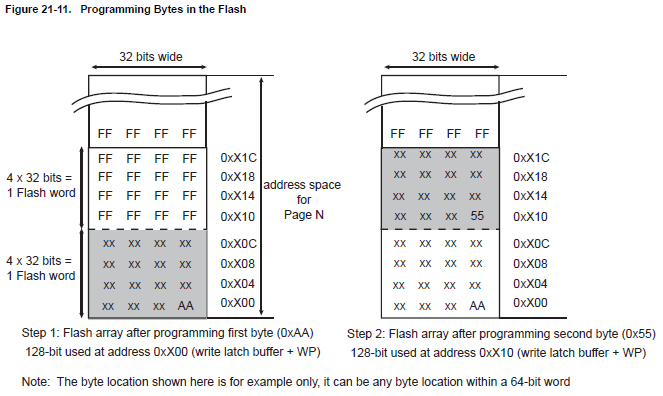 Figure 21-11. Programming Bytes in the Flash
32 bits wide
FF FF FF FF
FF FF FF FF 0xX1C
FF FF FF FF 0xX18
FF FF FF FF 0xX14
FF FF FF FF 0xX10
xx xx xx xx 0xX0C
xx xx xx xx 0xX08
xx xx xx xx 0xX04
xx xx xx AA 0xX00
4 x 32 bits =
1 Flash word
4 x 32 bits =
1 Flash word
address space
for
Page N
Step 1: Flash array after programming first byte (0xAA)
128-bit used at address 0xX00 (write latch buffer + WP)
32 bits wide
FF FF FF FF
xx xx xx xx 0xX1C
xx xx xx xx 0xX18
xx xx xx xx 0xX14
xx xx xx 55 0xX10
xx xx xx xx 0xX0C
xx xx xx xx 0xX08
xx xx xx xx 0xX04
xx xx xx AA 0xX00
Step 2: Flash array after programming second byte (0x55)
128-bit used at address 0xX10 (write latch buffer + WP)
Note: The byte location shown here is for example only, it can be any byte location within a 64-bit word